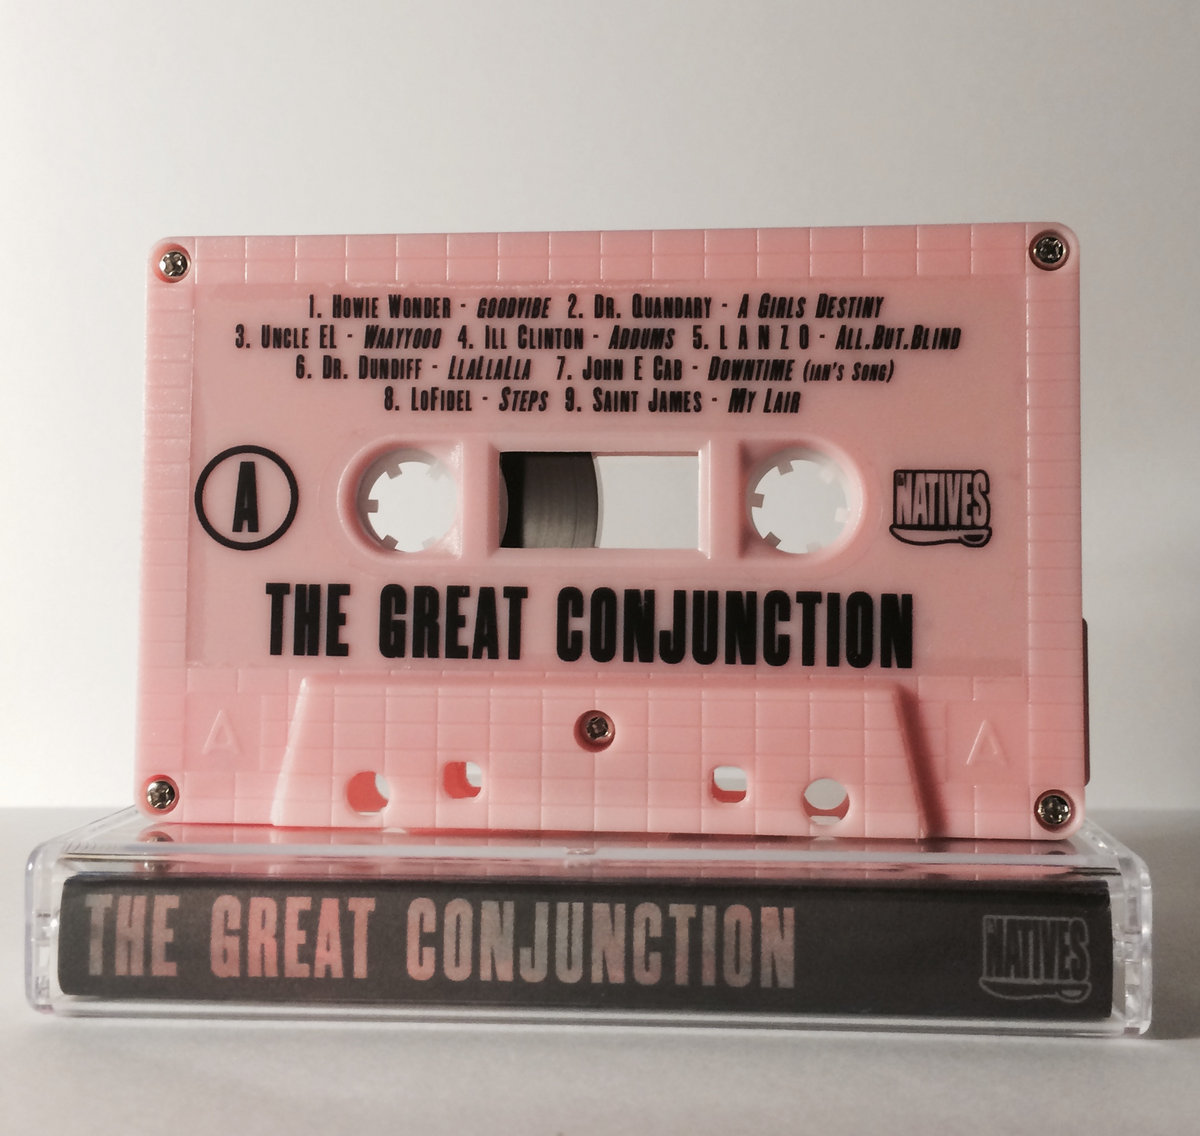 1. Howie Wonder - goodvibe 2. Dr. Quandary - A Girls Destiny
3. Uncle El - Waayyooo 4. Ill Clinton - Addums 5. L A N Z O - All.But.Blind
6. Dr. Dundiff - LlaLlaLla 7. John E Cab - Downtime (ian's Song)
8. LoFidel - Steps 9. Saint James - My Lair
A
NATIVES
THE GREAT CONJUNCTION
A
A
THE GREAT CONJUNCTION
NATIVES